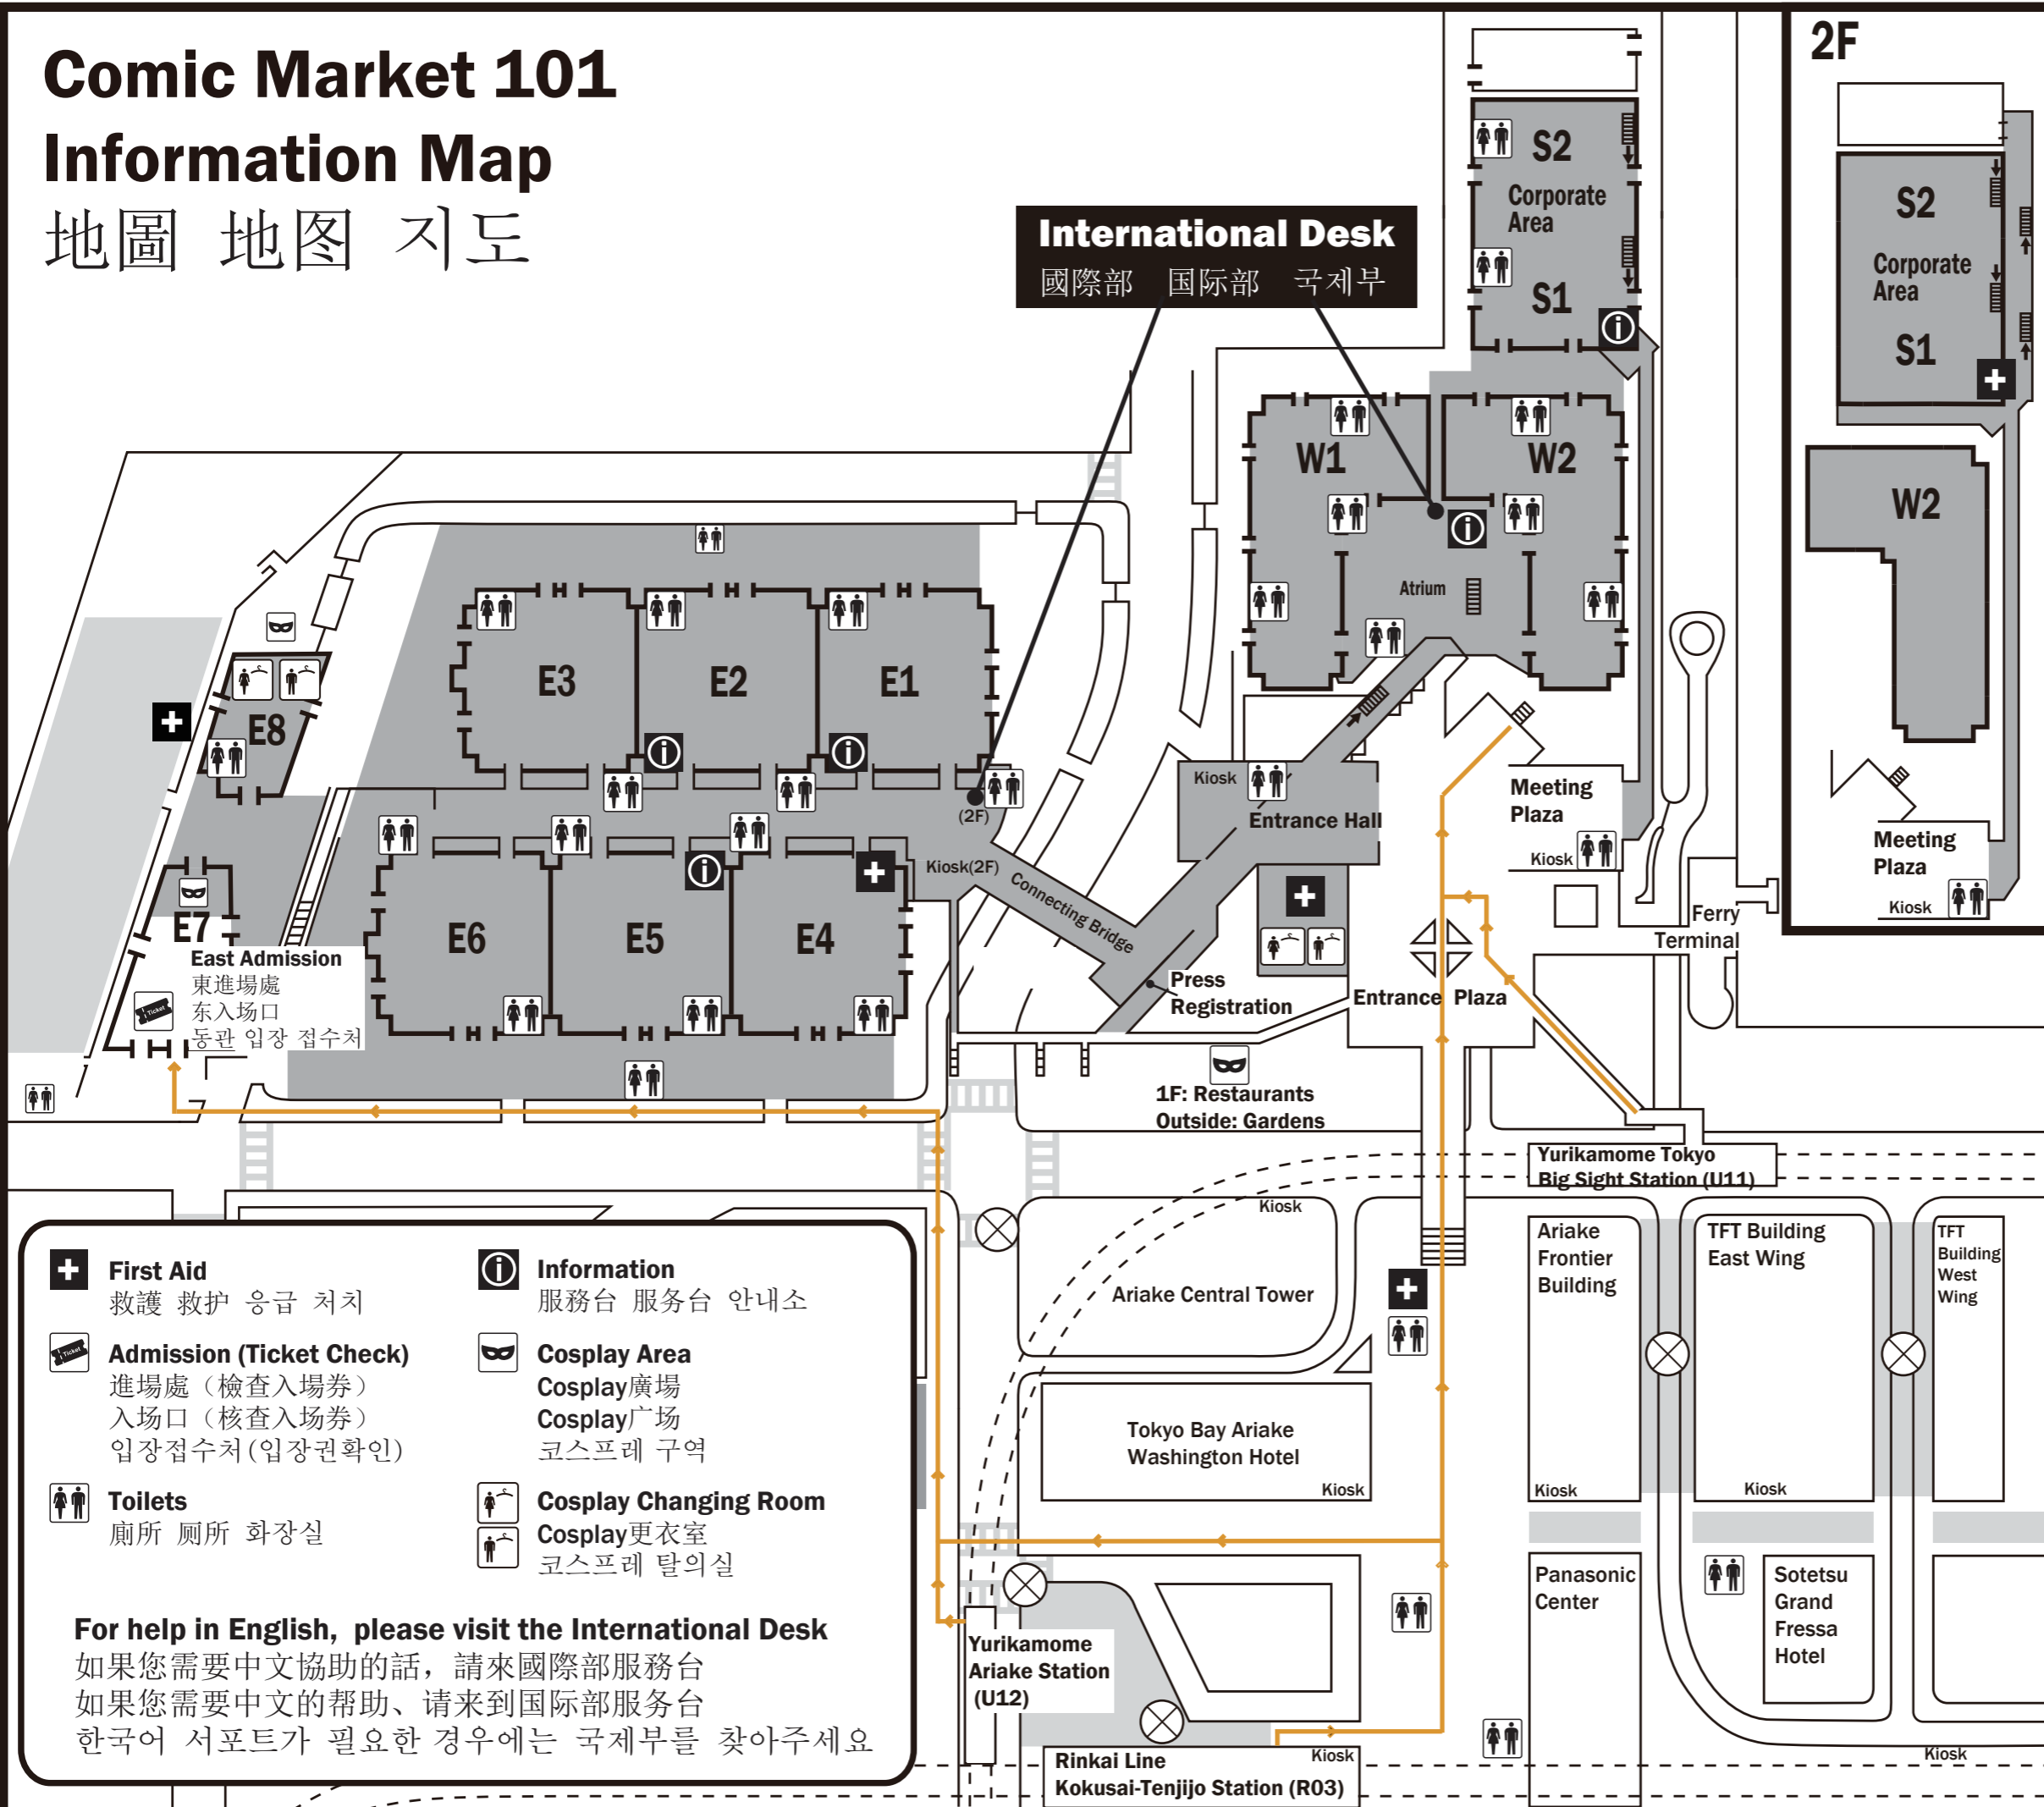 Comic Market 101
Information Map
地圖 地图 지도
International Desk
國際部 国际部 국제부
S2
Corporate
Area
S1
2F
S2
Corporate
Area
S1
W1
W2
Atrium
W2
Meeting
Plaza
Kiosk
E3
E2
E1
E8
(2F)
Kiosk(2F)
Connecting Bridge
Kiosk
Entrance Hall
Meeting
Plaza
Kiosk
Ferry
Terminal
E7
E6
E5
E4
East Admission
東進場處
东入场口
동관 입장 접수처
Ticket
Press
Registration
Entrance Plaza
1F: Restaurants
Outside: Gardens
Yurikamome Tokyo
Big Sight Station (U11)
Kiosk
Ariake Central Tower
Ariake
Frontier
Building
Kiosk
TFT Building
East Wing
Kiosk
TFT
Building
West
Wing
Tokyo Bay Ariake
Washington Hotel
Kiosk
Panasonic
Center
Sotetsu
Grand
Fressa
Hotel
Kiosk
Yurikamome
Ariake Station
(U12)
Rinkai Line
Kokusai-Tenjijo Station (R03)
Kiosk
First Aid
救護 救护 응급 처치
Ticket
Admission (Ticket Check)
進場處（檢查入場券）
入场口（核查入场券）
입장접수처(입장권확인)
Toilets
廁所 厕所 화장실
Information
服務台 服务台 안내소
Cosplay Area
Cosplay廣場
Cosplay广场
코스프레 구역
Cosplay Changing Room
Cosplay更衣室
코스프레 탈의실
For help in English, please visit the International Desk
如果您需要中文協助的話，請來國際部服務台
如果您需要中文的帮助、请来到国际部服务台
한국어 서포트가 필요한 경우에는 국제부를 찾아주세요